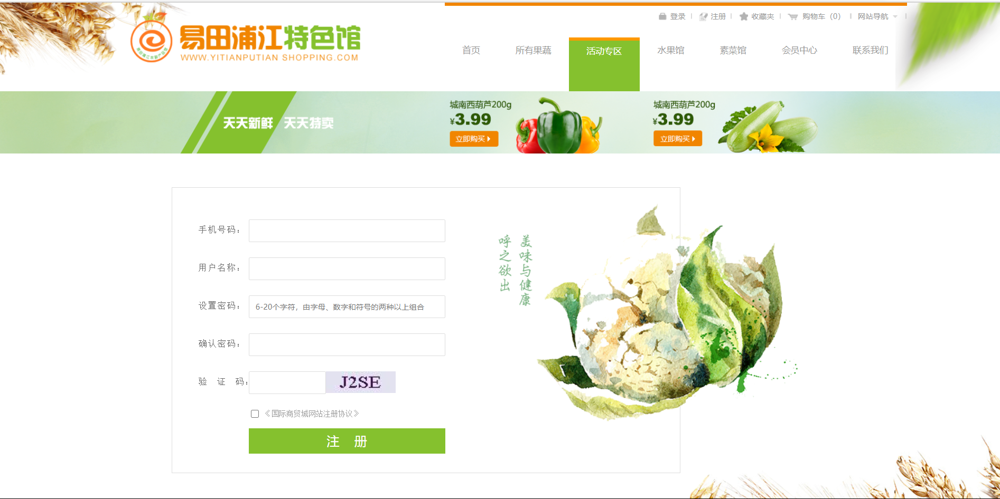 登录
注册
收藏夹
购物车（0）
网站导航
易田浦江特色馆
WWW.YITIANPUTIAN SHOPPING.COM
首页
所有果蔬
活动专区
水果馆
素菜馆
会员中心
联系我们
天天新鲜 天天特卖
城南西葫芦200g
¥3.99
立即购买
城南西葫芦200g
¥3.99
立即购买
手机号码：
用户名称：
设置密码：
6-20个字符，由字母、数字和符号的两种以上组合
确认密码：
验 证 码：
J2SE
《国际商贸城网站注册协议》
注 册
美味与健康
呼之欲出